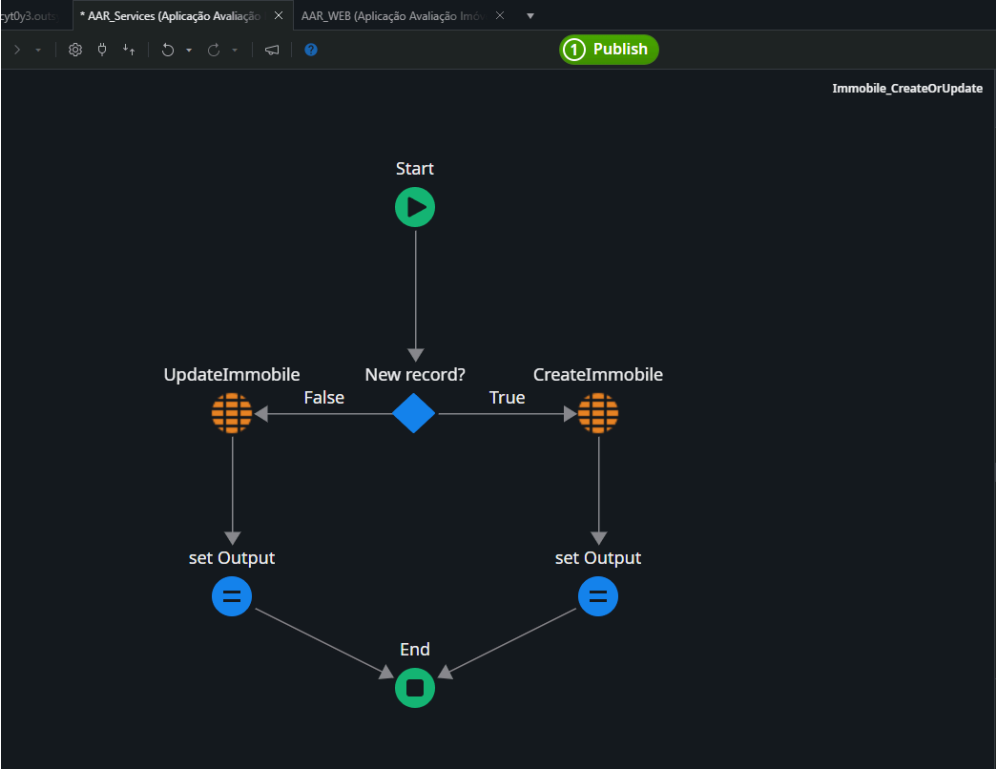 cyt0y3.outs
* AAR_Services (Aplicação Avaliação
AAR_WEB (Aplicação Avaliação Imóv
1 Publish
Immobile_CreateOrUpdate
Start
UpdateImmobile
New record?
CreateImmobile
False
True
set Output
set Output
End